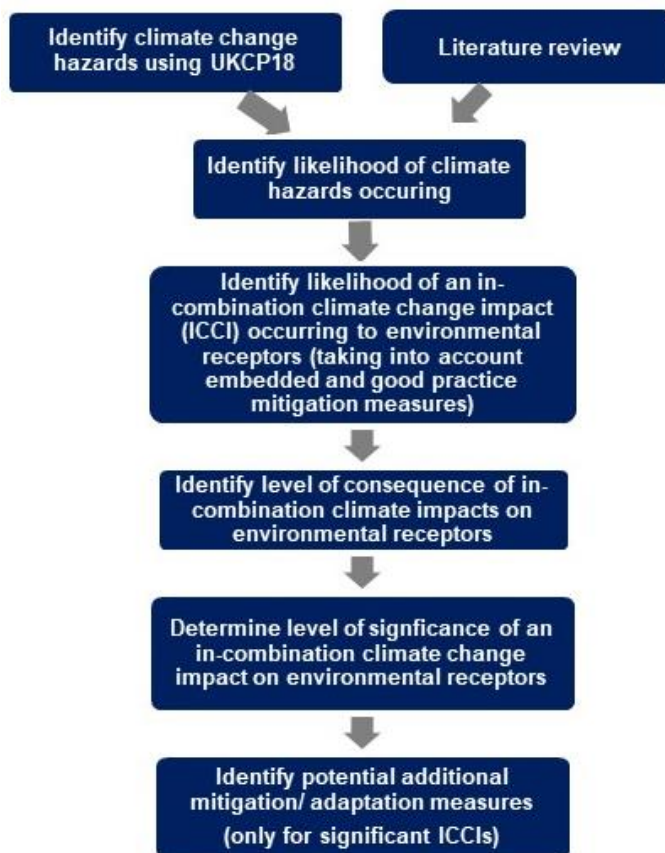 Identify climate change
hazards using UKCP18
Literature review
Identify likelihood of climate
hazards occuring
Identify likelihood of an in-
combination climate change impact
(ICCI) occurring to environmental
receptors (taking into account
embedded and good practice
mitigation measures)
Identify level of consequence of in-
combination climate impacts on
environmental receptors
Determine level of signficance of an
in-combination climate change
impact on environmental receptors
Identify potential additional
mitigation/ adaptation measures
(only for significant ICCIs)